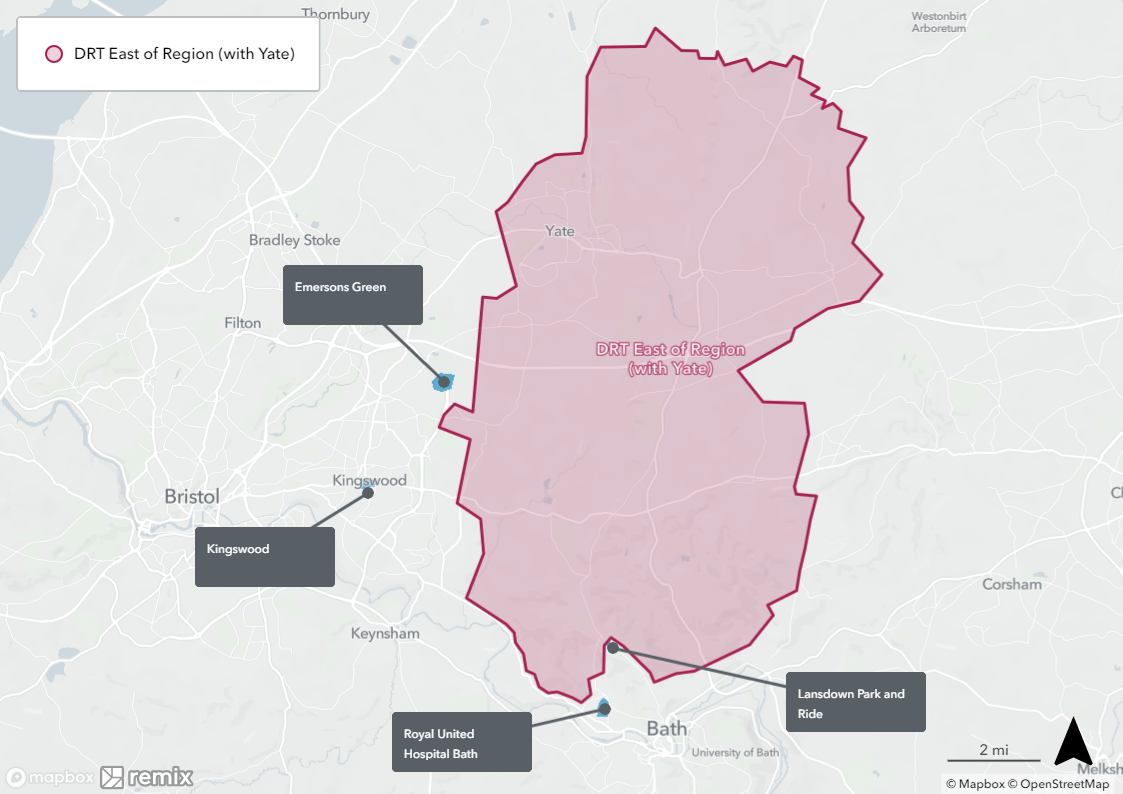 Thornbury
Westonbirt
Arboretum
DRT East of Region (with Yate)
Yate
Bradley Stoke
Emersons Green
Filton
DRT East of Region
(with Yate)
Kingswood
Bristol
Kingswood
Corsham
Keynsham
Lansdown Park and
Ride
Royal United
Hospital Bath
Bath
University of Bath
2 mi
Melksh
mapbox
remix
© Mapbox © OpenStreetMap